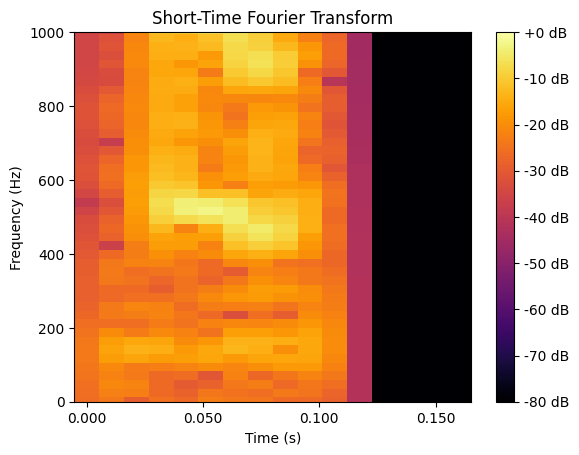 Short-Time Fourier Transform
1000
800
600
400
200
0
Frequency (Hz)
0.000
0.050
0.100
0.150
Time (s)
+0 dB
-10 dB
-20 dB
-30 dB
-40 dB
-50 dB
-60 dB
-70 dB
-80 dB